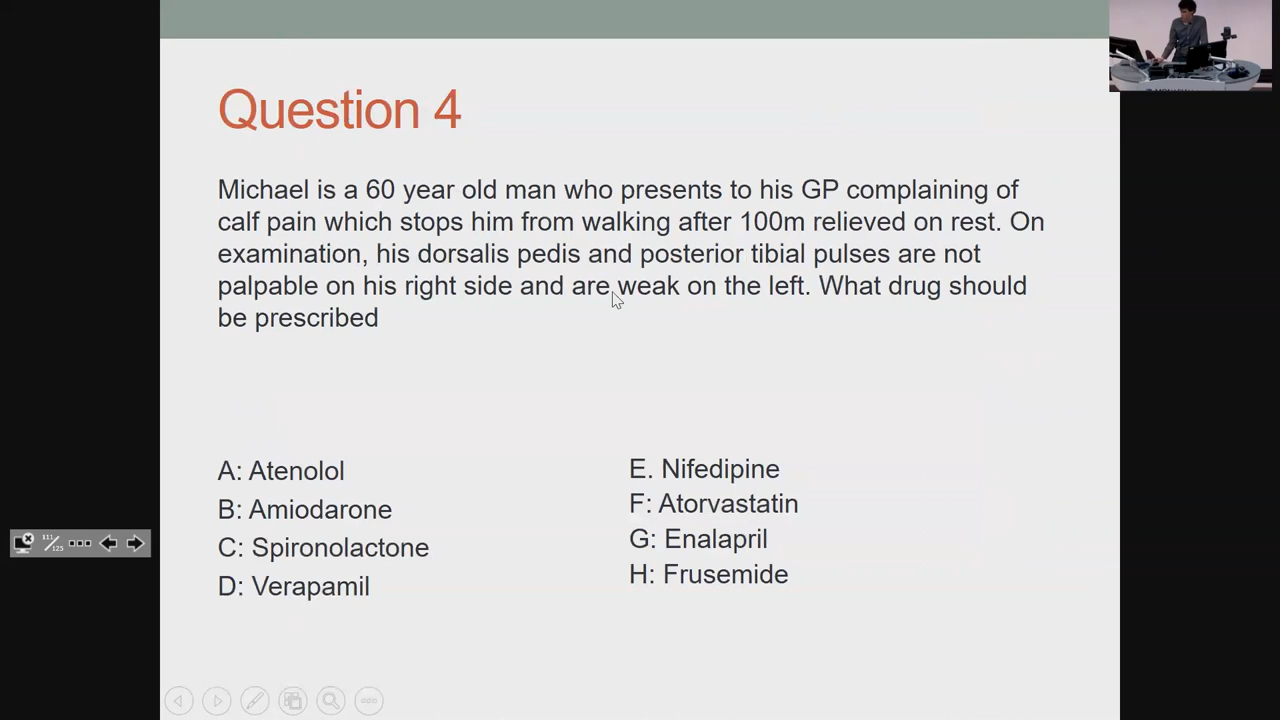 Question 4
Michael is a 60 year old man who presents to his GP complaining of
calf pain which stops him from walking after 100m relieved on rest. On
examination, his dorsalis pedis and posterior tibial pulses are not
palpable on his right side and are weak on the left. What drug should
be prescribed
A: Atenolol
B: Amiodarone
C: Spironolactone
D: Verapamil
E. Nifedipine
F: Atorvastatin
G: Enalapril
H: Frusemide
111/125